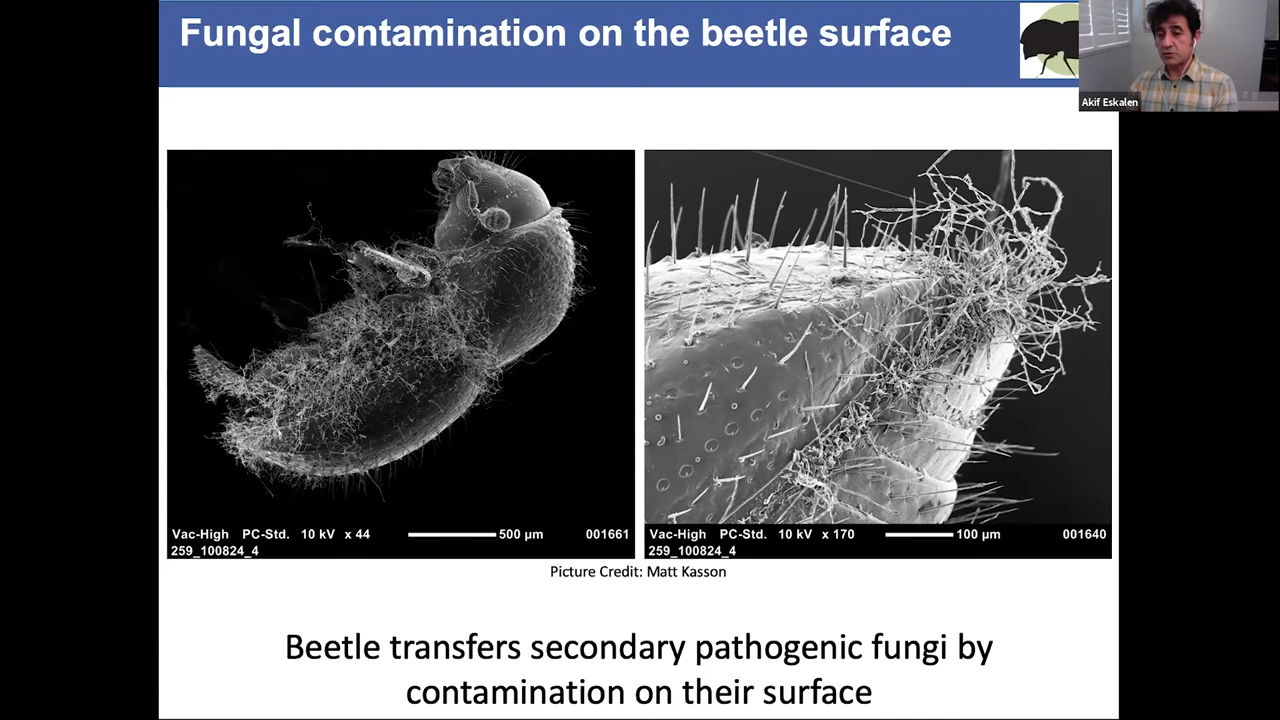 Fungal contamination on the beetle surface
Akif Eskalen
Vac-High PC-Std. 10 kV x 44 500 µm 001661
259_100824_4
Vac-High PC-Std. 10 kV x 170 100 µm 001640
259_100824_4
Picture Credit: Matt Kasson
Beetle transfers secondary pathogenic fungi by
contamination on their surface